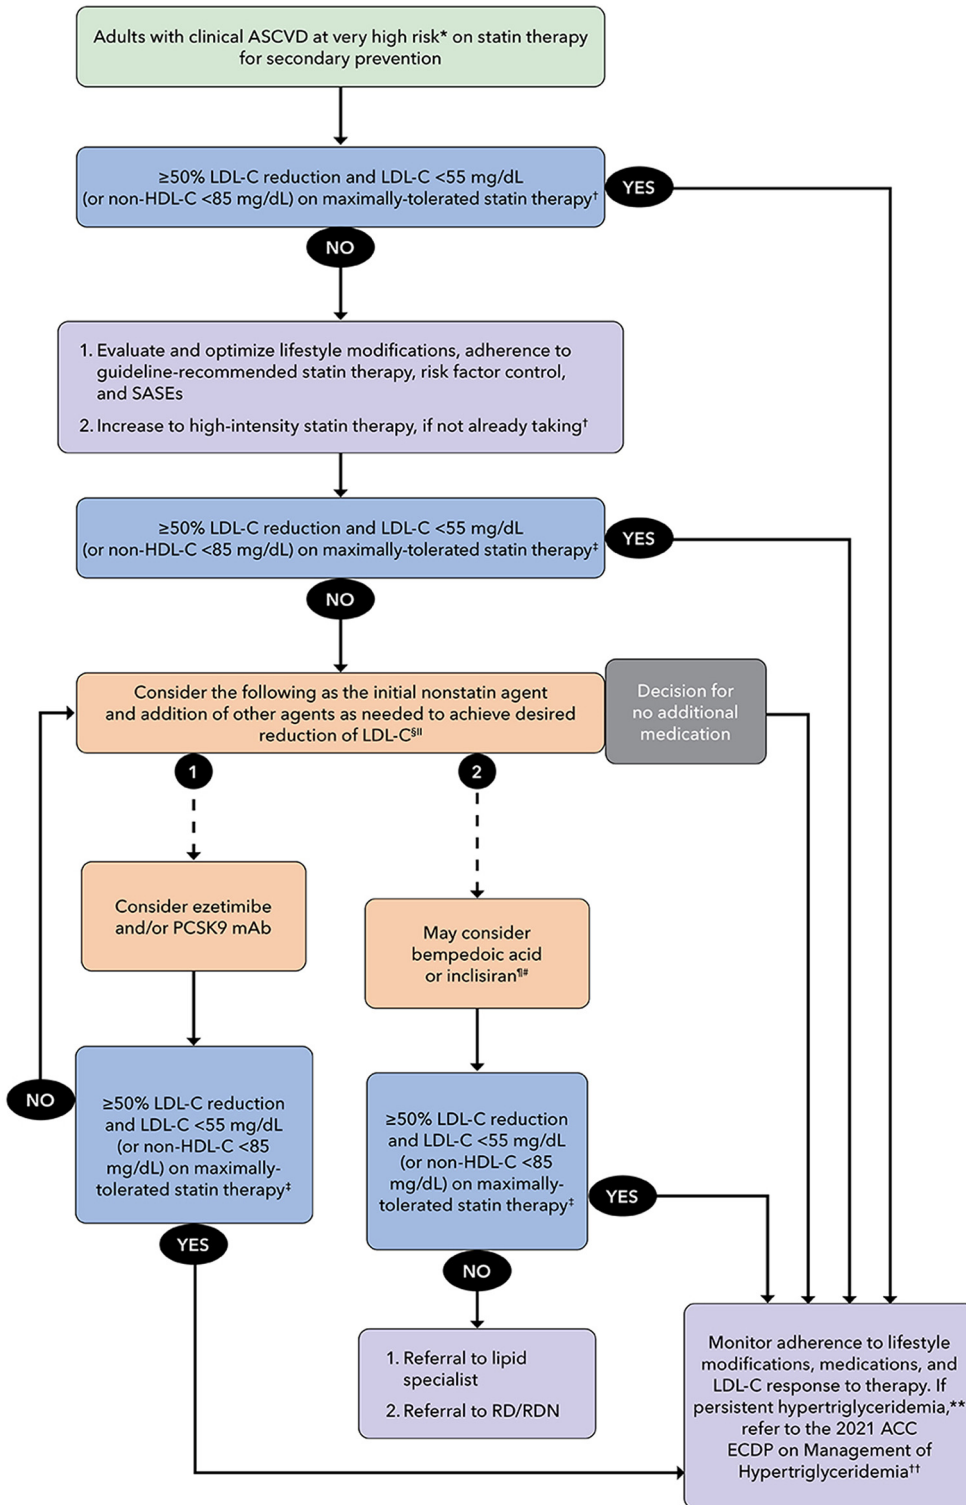 Adults with clinical ASCVD at very high risk* on statin therapy
for secondary prevention
≥50% LDL-C reduction and LDL-C <55 mg/dL
(or non-HDL-C <85 mg/dL) on maximally-tolerated statin therapy†
YES
NO
1. Evaluate and optimize lifestyle modifications, adherence to
guideline-recommended statin therapy, risk factor control,
and SASEs
2. Increase to high-intensity statin therapy, if not already taking†
≥50% LDL-C reduction and LDL-C <55 mg/dL
(or non-HDL-C <85 mg/dL) on maximally-tolerated statin therapy‡
YES
NO
Consider the following as the initial nonstatin agent
and addition of other agents as needed to achieve desired
reduction of LDL-C§||
Decision for
no additional
medication
1
2
Consider ezetimibe
and/or PCSK9 mAb
May consider
bempedoic acid
or inclisiran¶#
NO
≥50% LDL-C reduction
and LDL-C <55 mg/dL
(or non-HDL-C <85
mg/dL) on maximally-
tolerated statin therapy‡
YES
≥50% LDL-C reduction
and LDL-C <55 mg/dL
(or non-HDL-C <85
mg/dL) on maximally-
tolerated statin therapy‡
YES
NO
1. Referral to lipid
specialist
2. Referral to RD/RDN
Monitor adherence to lifestyle
modifications, medications, and
LDL-C response to therapy. If
persistent hypertriglyceridemia,**
refer to the 2021 ACC
ECDP on Management of
Hypertriglyceridemia††